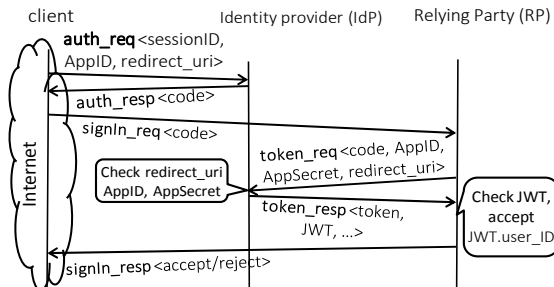 client
Identity provider (IdP)
Relying Party (RP)
auth_req <sessionID,
AppID, redirect_uri>
auth_resp <code>
signIn_req <code>
token_req <code, AppID,
AppSecret, redirect_uri>
Check redirect_uri
AppID, AppSecret
token_resp <token,
JWT, ...>
Check JWT,
accept
JWT.user_ID
Internet
signIn_resp <accept/reject>